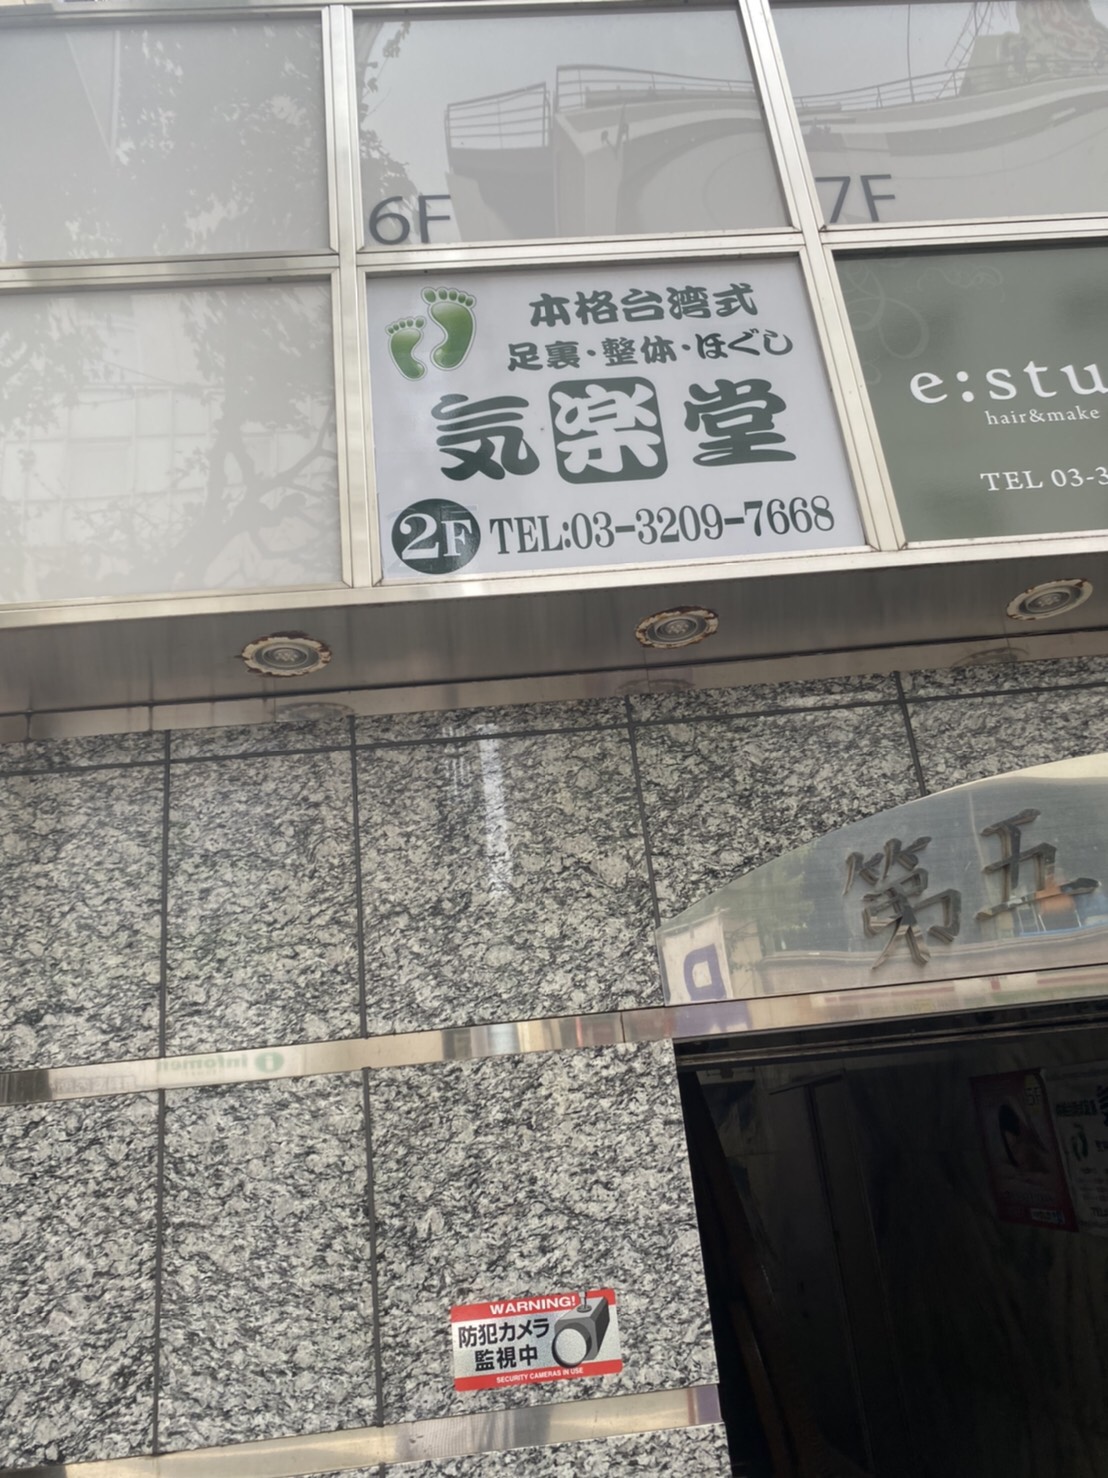 6F
7F
本格台湾式
足裏・整体・ほぐし
気楽堂
2F TEL:03-3209-7668
e:stu
hair&make
TEL 03-3
第五
WARNING!
防犯カメラ
監視中
SECURITY CAMERAS IN USE